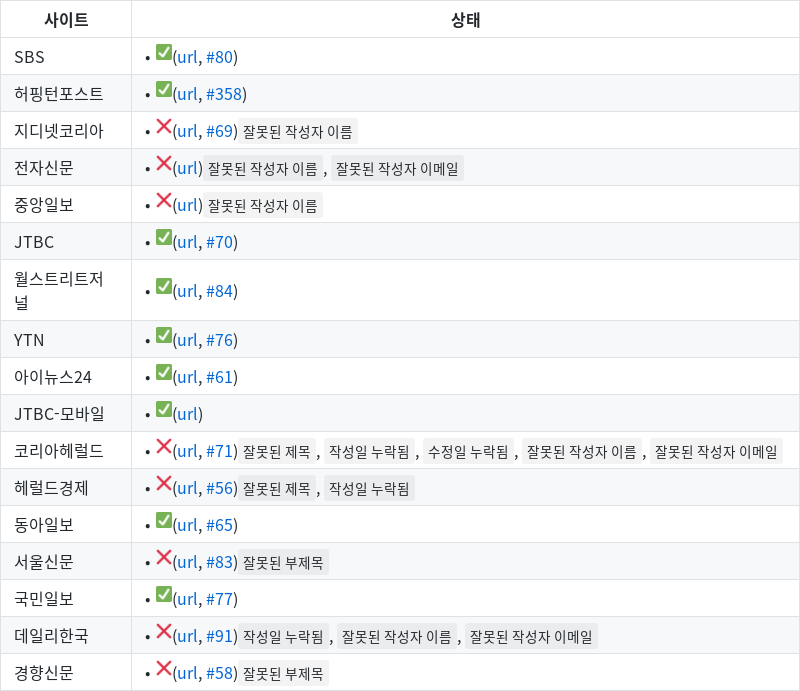 사이트 상태
SBS • ✅(url, #80)
허핑턴포스트 • ✅(url, #358)
지디넷코리아 • ❌(url, #69) 잘못된 작성자 이름
전자신문 • ❌(url) 잘못된 작성자 이름 , 잘못된 작성자 이메일
중앙일보 • ❌(url) 잘못된 작성자 이름
JTBC • ✅(url, #70)
월스트리트저
널 • ✅(url, #84)
YTN • ✅(url, #76)
아이뉴스24 • ✅(url, #61)
JTBC-모바일 • ✅(url)
코리아헤럴드 • ❌(url, #71) 잘못된 제목 , 작성일 누락됨 , 수정일 누락됨 , 잘못된 작성자 이름 , 잘못된 작성자 이메일
헤럴드경제 • ❌(url, #56) 잘못된 제목 , 작성일 누락됨
동아일보 • ✅(url, #65)
서울신문 • ❌(url, #83) 잘못된 부제목
국민일보 • ✅(url, #77)
데일리한국 • ❌(url, #91) 작성일 누락됨 , 잘못된 작성자 이름 , 잘못된 작성자 이메일
경향신문 • ❌(url, #58) 잘못된 부제목